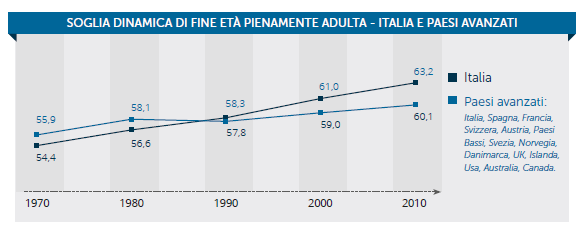 SOGLIA DINAMICA DI FINE ETÀ PIENAMENTE ADULTA - ITALIA E PAESI AVANZATI
63,2
61,0
58,3
58,1
55,9
60,1
59,0
57,8
56,6
54,4
1970 1980 1990 2000 2010
Italia
Paesi avanzati:
Italia, Spagna, Francia,
Svizzera, Austria, Paesi
Bassi, Svezia, Norvegia,
Danimarca, UK, Islanda,
Usa, Australia, Canada.